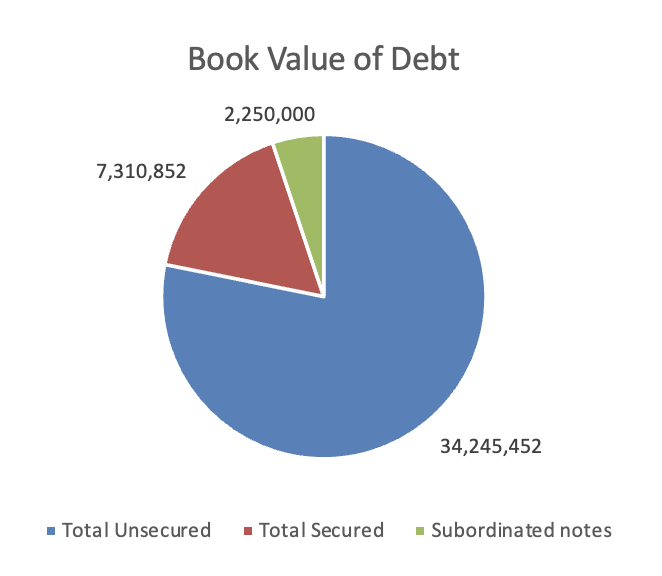 Book Value of Debt
2,250,000
7,310,852
34,245,452
Total Unsecured
Total Secured
Subordinated notes